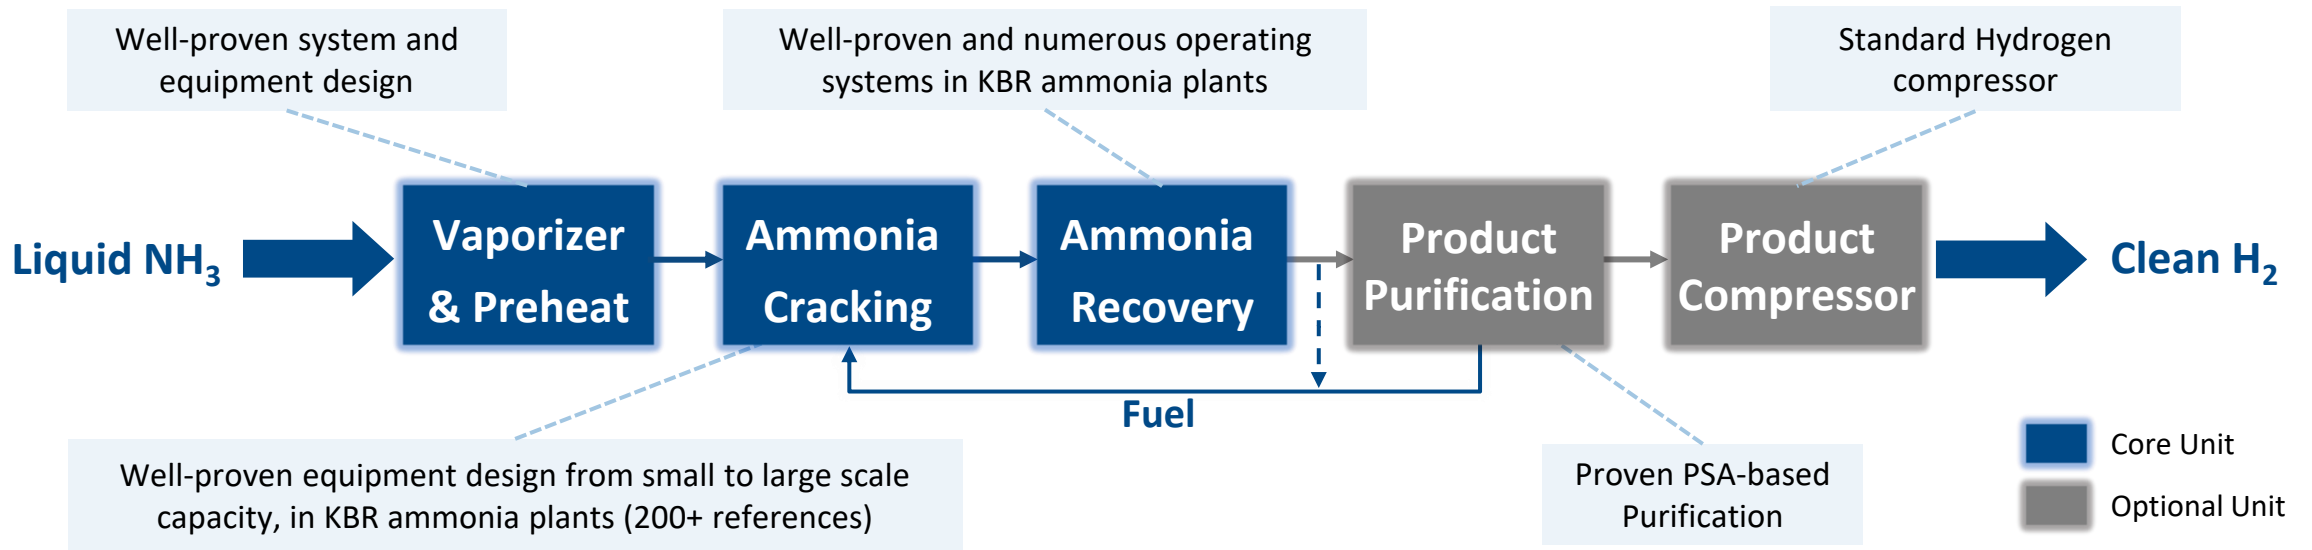 Well-proven system and
equipment design
Well-proven and numerous operating
systems in KBR ammonia plants
Standard Hydrogen
compressor
Liquid NH₃
Vaporizer
& Preheat
Ammonia
Cracking
Ammonia
Recovery
Product
Purification
Product
Compressor
Clean H₂
Fuel
Well-proven equipment design from small to large scale
capacity, in KBR ammonia plants (200+ references)
Proven PSA-based
Purification
Core Unit
Optional Unit